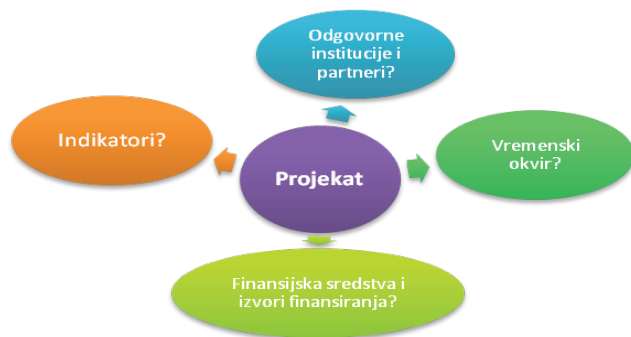 Odgovorne
institucije i
partneri?
Indikatori?
Vremenski
okvir?
Projekat
Finansijska sredstva i
izvori finansiranja?